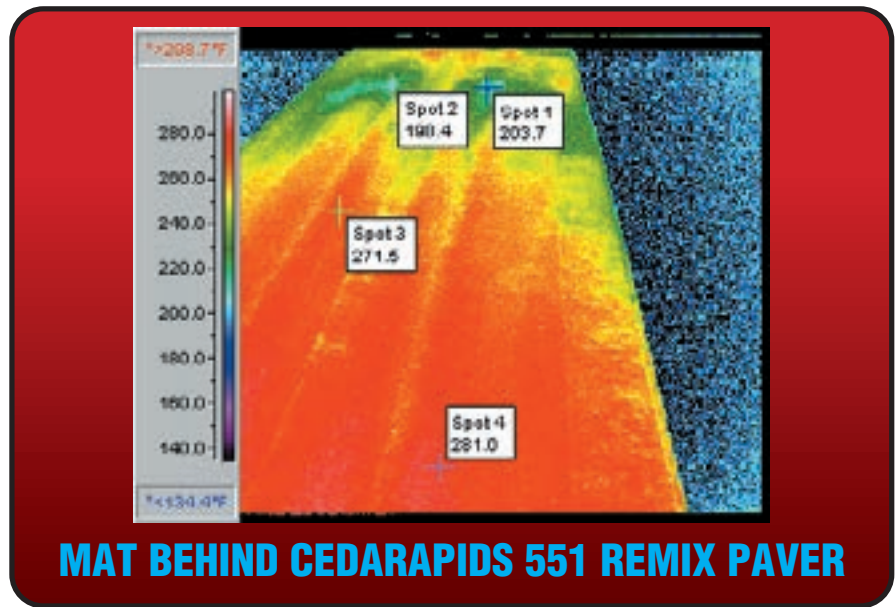 °>298.7°F
280.0
260.0
240.0
220.0
200.0
180.0
160.0
140.0
°<134.4°F
Spot 2
198.4
Spot 1
203.7
Spot 3
271.5
Spot 4
281.0
MAT BEHIND CEDARAPIDS 551 REMIX PAVER